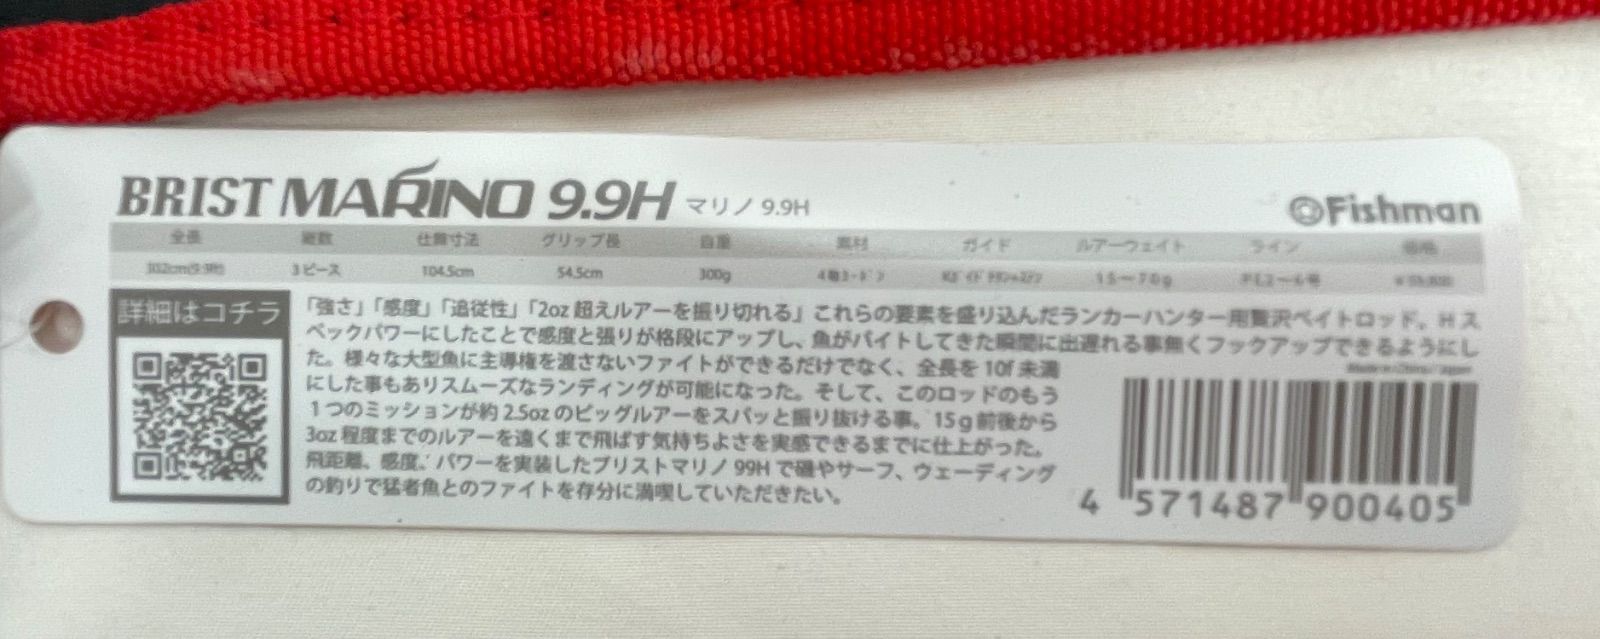 BRIST MARINO 9.9H マリノ 9.9H
Fishman
全長 継数 仕舞寸法 グリップ長 自重 素材 ガイド ルアーウェイト ライン 価格
3ピース 104.5cm 54.5cm 300g 15〜70g
詳細はコチラ
「強さ」「感度」「追従性」「2oz 超えルアーを振り切れる」これらの要素を盛り込んだランカーハンター用贅沢ベイトロッド。H ス
ペックパワーにしたことで感度と張りが格段にアップし、魚がバイトしてきた瞬間に出遅れる事無くフックアップできるようにし
た。様々な大型魚に主導権を渡さないファイトができるだけでなく、全長を 10f 未満
にした事もありスムーズなランディングが可能になった。そして、このロッドのもう
１つのミッションが約 2.5oz のビッグルアーをスパッと振り抜ける事。15g 前後から
3oz 程度までのルアーを遠くまで飛ばす気持ちよさを実感できるまでに仕上がった。
飛距離、感度、パワーを実装したブリストマリノ 99H で磯やサーフ、ウェーディング
の釣りで猛者魚とのファイトを存分に満喫していただきたい。
4 571487 900405